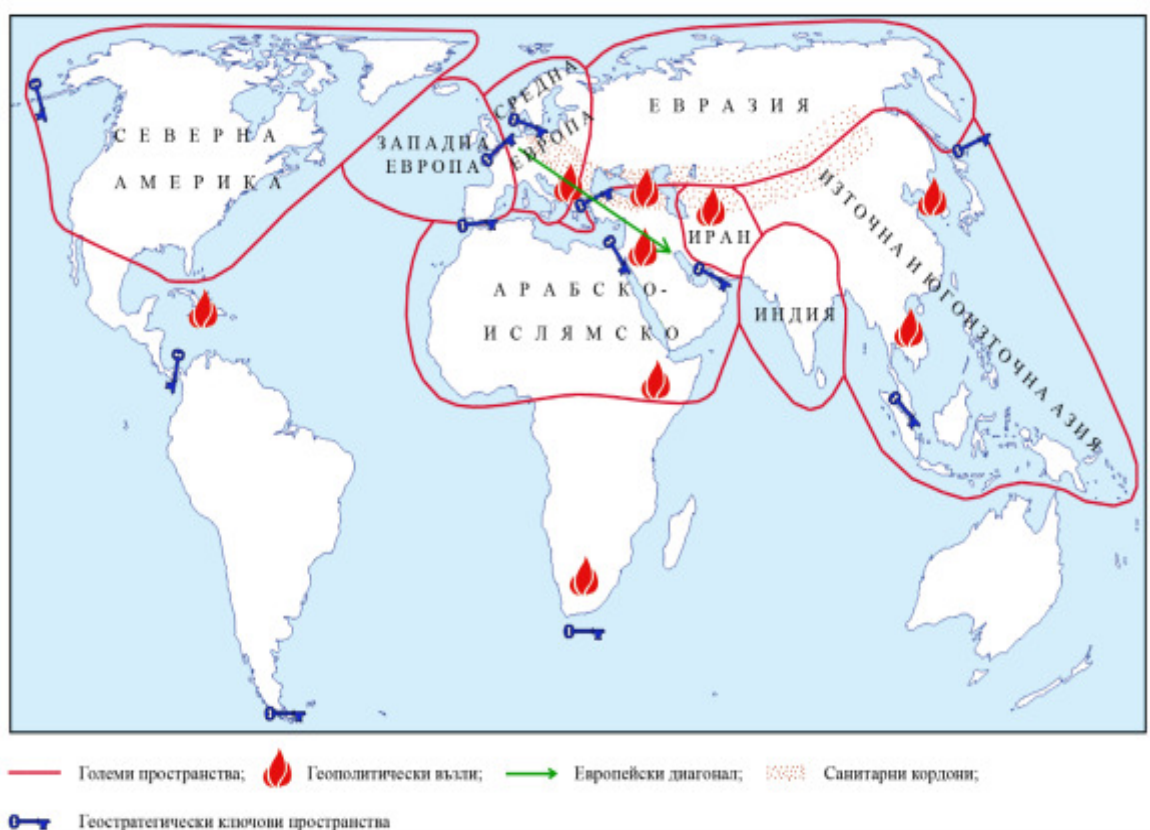 СЕВЕРНА
АМЕРИКА
ЗАПАДНА
ЕВРОПА
СРЕДНА
ЕВРОПА
ЕВРАЗИЯ
ИЗТОЧНА И ЮГОИЗТОЧНА АЗИЯ
ИРАН
ИНДИЯ
АРАБСКО-
ИСЛЯМСКО
Големи пространства; Геополитически възли; Европейски диагонал; Санитарни кордони;
Геостратегически ключови пространства